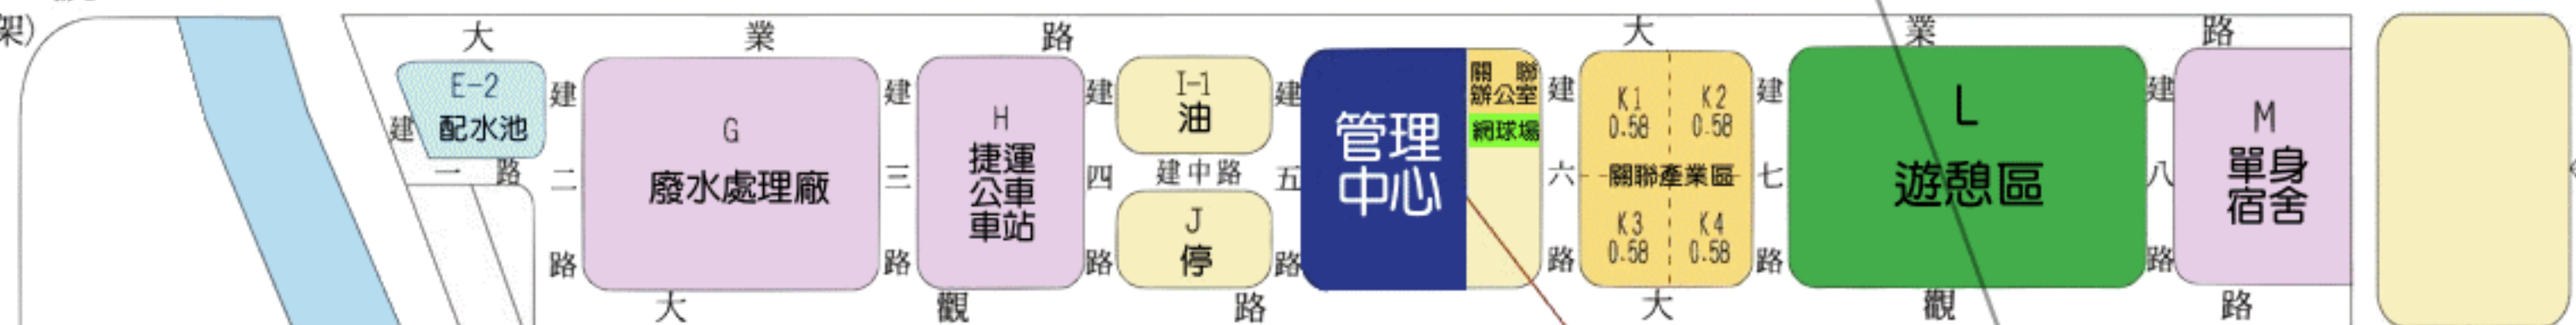 架)
大業路
大業路
E-2
配水池
建一路
建二路
G
廢水處理廠
建三路
H
捷運
公車
車站
建四路
I-1
油
建中路
J
停
建五路
管理
中心
關聯
辦公室
網球場
建六路
K1
0.58
K2
0.58
關聯產業區
K3
0.58
K4
0.58
建七路
L
遊憩區
建八路
M
單身
宿舍
大觀路
大觀路